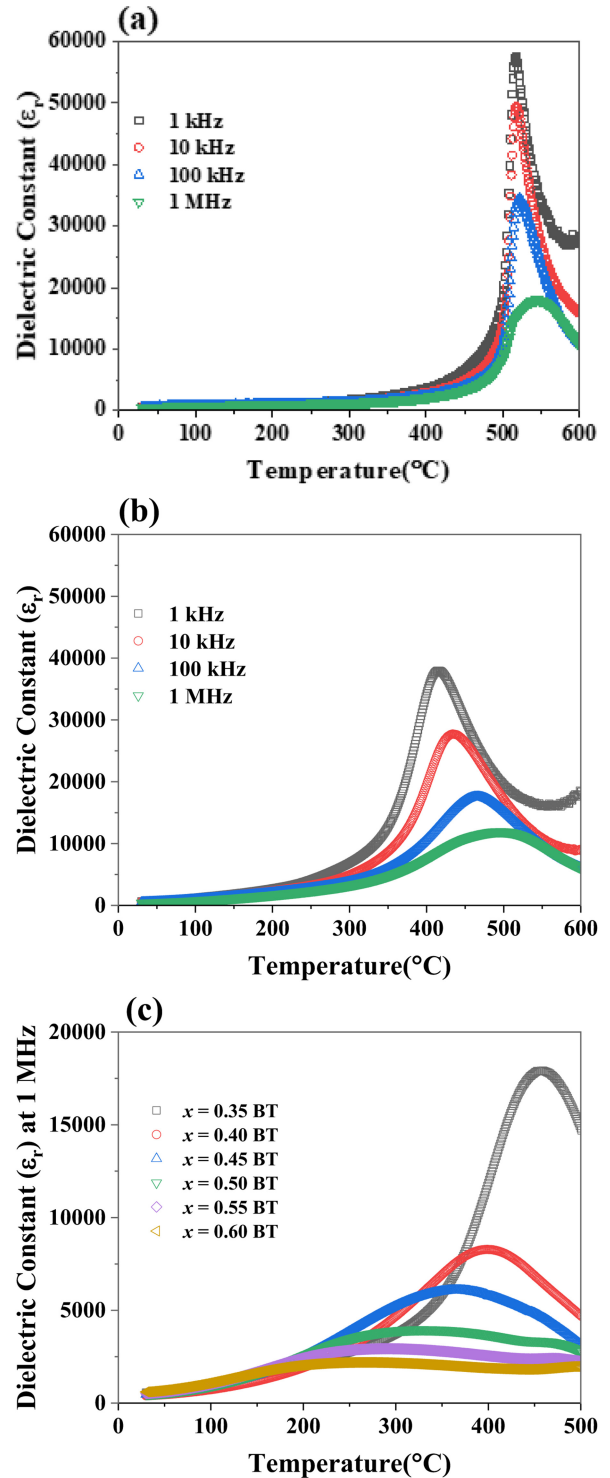 (a)
60000
50000
40000
30000
20000
10000
0
Dielectric Constant (εr)
1 kHz
10 kHz
100 kHz
1 MHz
0 100 200 300 400 500 600
Temperature(°C)
(b)
60000
50000
40000
30000
20000
10000
0
Dielectric Constant (εr)
1 kHz
10 kHz
100 kHz
1 MHz
0 100 200 300 400 500 600
Temperature(°C)
(c)
20000
15000
10000
5000
0
Dielectric Constant (εr) at 1 MHz
x = 0.35 BT
x = 0.40 BT
x = 0.45 BT
x = 0.50 BT
x = 0.55 BT
x = 0.60 BT
0 100 200 300 400 500
Temperature(°C)